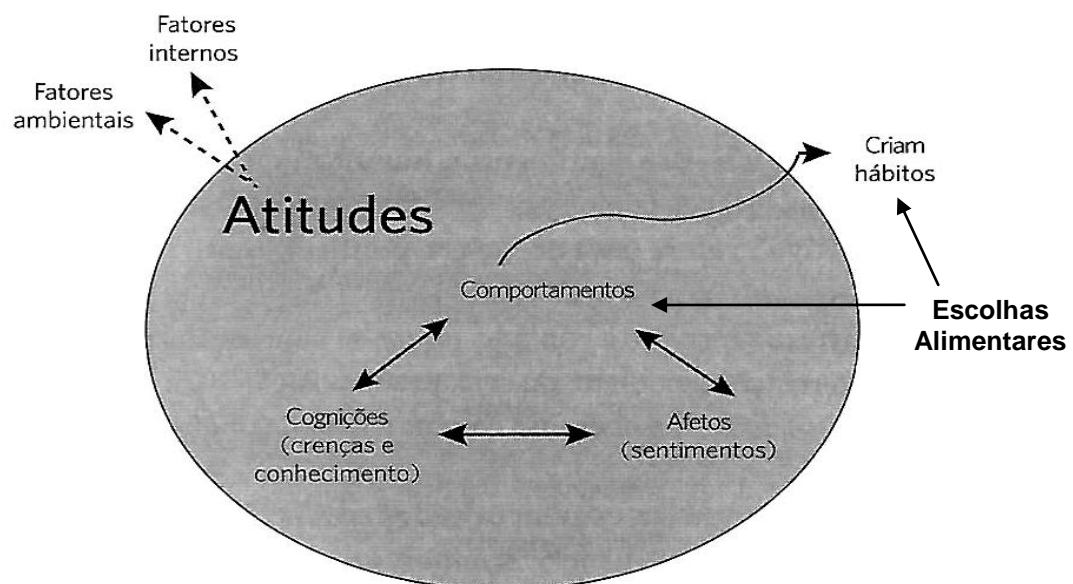 Fatores
internos
Fatores
ambientais
Criam
hábitos
Atitudes
Comportamentos
Escolhas
Alimentares
Cognições
(crenças e
conhecimento)
Afetos
(sentimentos)